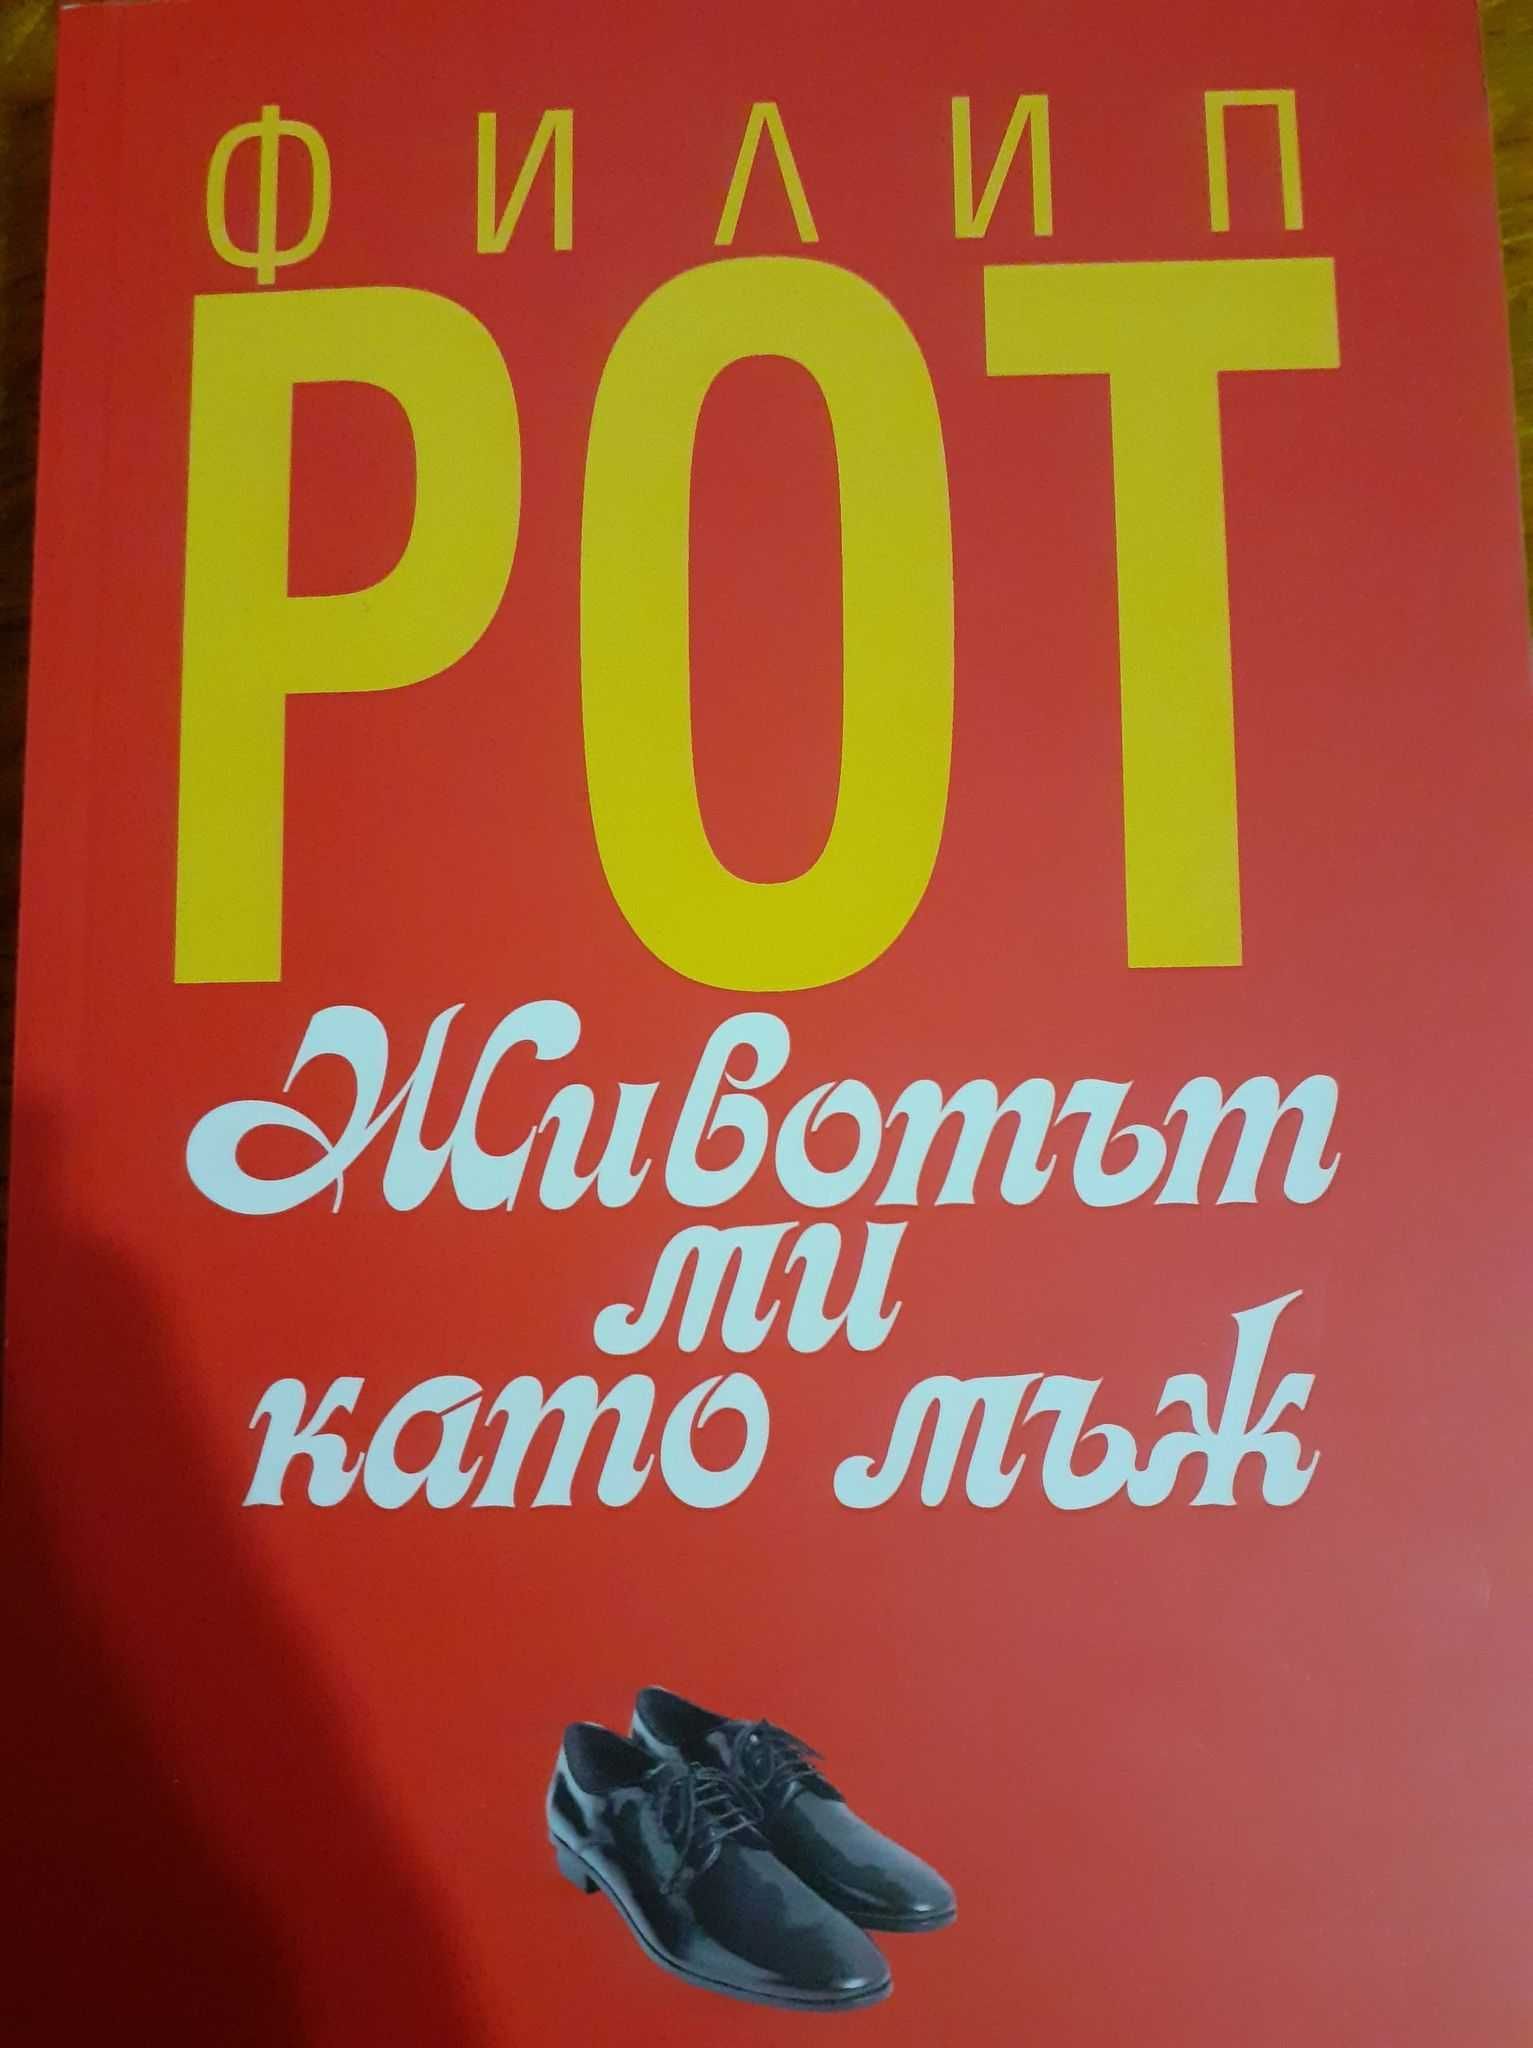 ФИЛИП
РОТ
Животът
ми
като мъж